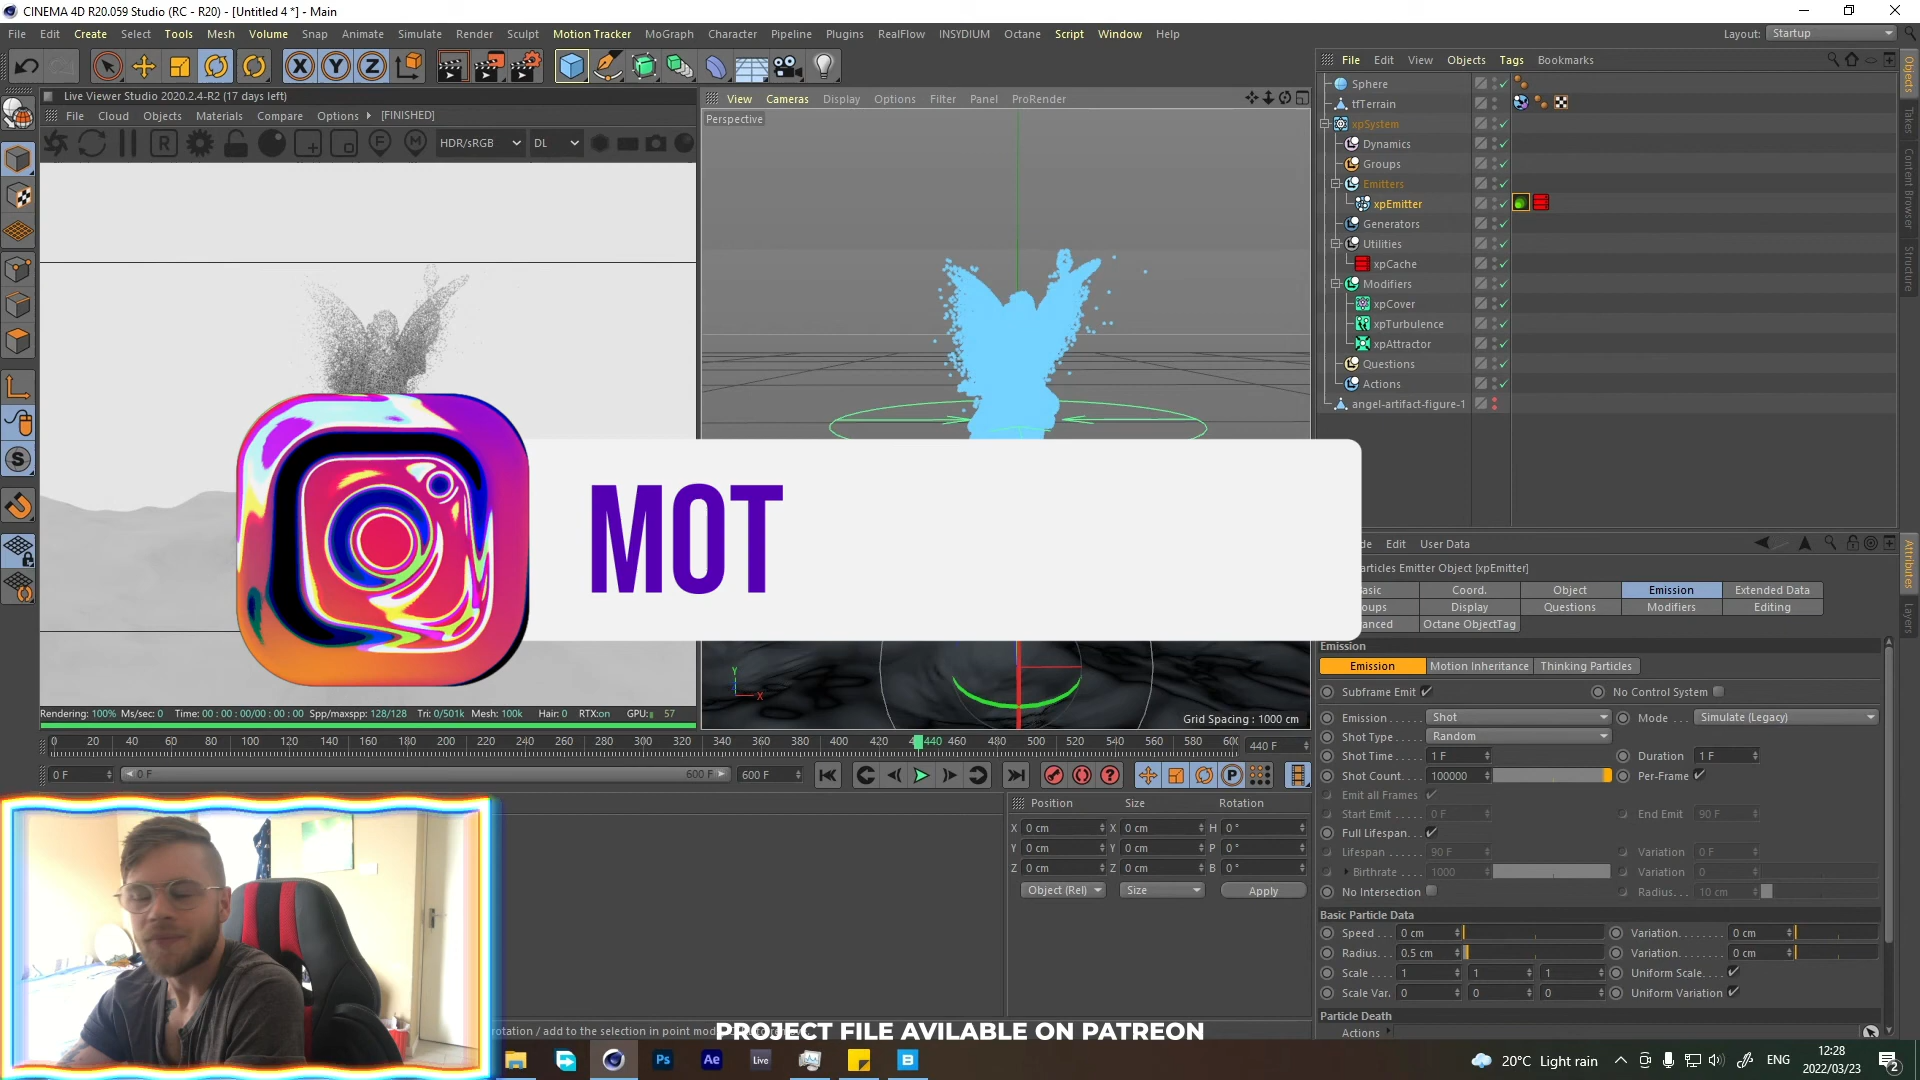 CINEMA 4D R20.059 Studio (RC - R20) - [Untitled 4 *] - Main
File Edit Create Select Tools Mesh Volume Snap Animate Simulate Render Sculpt Motion Tracker MoGraph Character Pipeline Plugins RealFlow INSYDIUM Octane Script Window Help
Layout: Startup
Live Viewer Studio 2020.2.4-R2 (17 days left)
File Cloud Objects Materials Compare Options [FINISHED]
HDR/sRGB DL
View Cameras Display Options Filter Panel ProRender
Perspective
Grid Spacing : 1000 cm
File Edit View Objects Tags Bookmarks
Sphere
tfTerrain
xpSystem
Dynamics
Groups
Emitters
xpEmitter
Generators
Utilities
xpCache
Modifiers
xpCover
xpTurbulence
xpAttractor
Questions
Actions
angel-artifact-figure-1
Objects
Takes
Content Browser
Structure
MOT
Rendering: 100% Ms/sec: 0 Time: 00 : 00 : 00/00 : 00 : 00 Spp/maxspp: 128/128 Tri: 0/501k Mesh: 100k Hair: 0 RTX:on GPU: 57
0 20 40 60 80 100 120 140 160 180 200 220 240 260 280 300 320 340 360 380 400 420 440 460 480 500 520 540 560 580 600
440 F
0 F 0 F 600 F 600 F
Position Size Rotation
X 0 cm X 0 cm H 0 °
Y 0 cm Y 0 cm P 0 °
Z 0 cm Z 0 cm B 0 °
Object (Rel) Size Apply
Edit User Data
Emitter Object [xpEmitter]
Coord. Object Emission Extended Data
Display Questions Modifiers Editing
Octane ObjectTag
Attributes
Layers
Emission
Emission Motion Inheritance Thinking Particles
Subframe Emit No Control System
Emission Shot Mode Simulate (Legacy)
Shot Type Random
Shot Time 1 F Duration 1 F
Shot Count 100000 Per-Frame
Emit all Frames
Start Emit 0 F End Emit 90 F
Full Lifespan
Lifespan 90 F Variation 0 F
Birthrate 1000 Variation 0
No Intersection Radius 10 cm
Basic Particle Data
Speed 0 cm Variation 0 cm
Radius 0.5 cm Variation 0 cm
Scale 1 1 1 Uniform Scale
Scale Var. 0 0 0 Uniform Variation
Particle Death
Actions
rotation / add to the selection in point
PROJECT FILE AVILABLE ON PATREON
Ps Ae Live B
20°C Light rain
ENG
12:28
2022/03/23
2